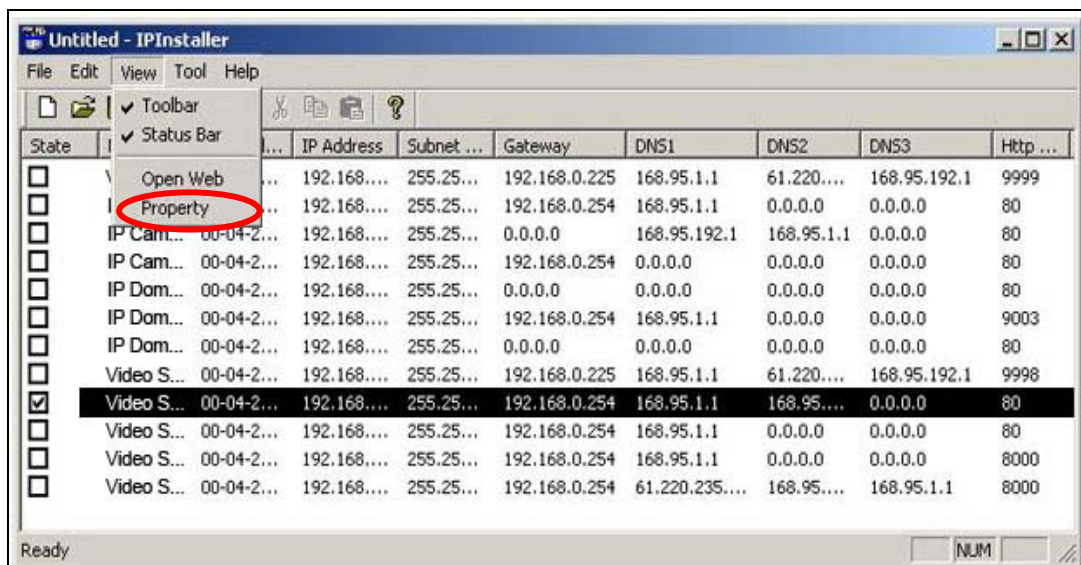 Untitled - IPInstaller
File Edit View Tool Help
Toolbar
Status Bar
Open Web
Property
State IP Address Subnet ... Gateway DNS1 DNS2 DNS3 Http ...
192.168.... 255.25... 192.168.0.225 168.95.1.1 61.220.... 168.95.192.1 9999
192.168.... 255.25... 192.168.0.254 168.95.1.1 0.0.0.0 0.0.0.0 80
IP Cam... 00-04-2... 192.168.... 255.25... 0.0.0.0 168.95.192.1 168.95.1.1 0.0.0.0 80
IP Cam... 00-04-2... 192.168.... 255.25... 192.168.0.254 0.0.0.0 0.0.0.0 0.0.0.0 80
IP Dom... 00-04-2... 192.168.... 255.25... 0.0.0.0 0.0.0.0 0.0.0.0 0.0.0.0 80
IP Dom... 00-04-2... 192.168.... 255.25... 192.168.0.254 168.95.1.1 0.0.0.0 0.0.0.0 9003
IP Dom... 00-04-2... 192.168.... 255.25... 0.0.0.0 0.0.0.0 0.0.0.0 0.0.0.0 80
Video S... 00-04-2... 192.168.... 255.25... 192.168.0.225 168.95.1.1 61.220.... 168.95.192.1 9998
Video S... 00-04-2... 192.168.... 255.25... 192.168.0.254 168.95.1.1 168.95.... 0.0.0.0 80
Video S... 00-04-2... 192.168.... 255.25... 192.168.0.254 168.95.1.1 0.0.0.0 0.0.0.0 80
Video S... 00-04-2... 192.168.... 255.25... 192.168.0.254 168.95.1.1 0.0.0.0 0.0.0.0 8000
Video S... 00-04-2... 192.168.... 255.25... 192.168.0.254 61.220.235.... 168.95.... 168.95.1.1 8000
Ready NUM